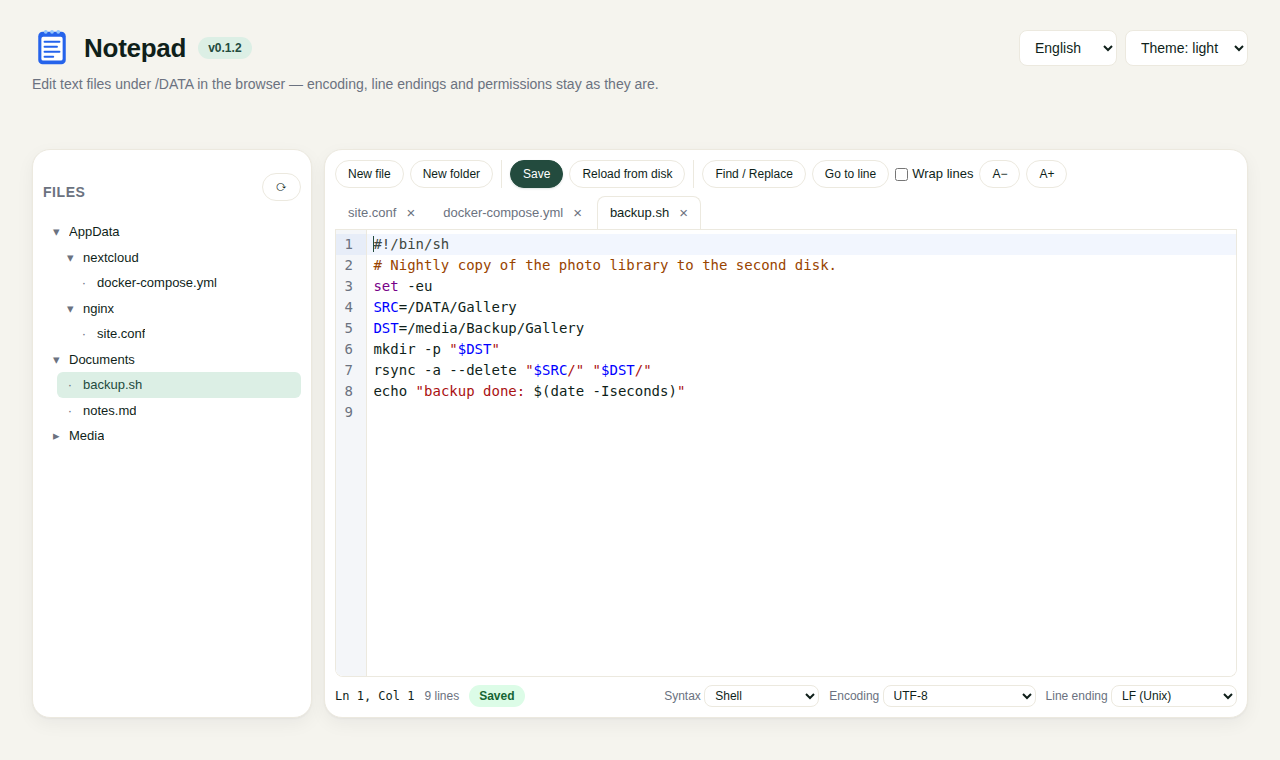 Notepad v0.1.2
English
Theme: light
Edit text files under /DATA in the browser — encoding, line endings and permissions stay as they are.
FILES
AppData
nextcloud
docker-compose.yml
nginx
site.conf
Documents
backup.sh
notes.md
Media
New file New folder Save Reload from disk Find / Replace Go to line Wrap lines A− A+
site.conf × docker-compose.yml × backup.sh ×
1 #!/bin/sh
2 # Nightly copy of the photo library to the second disk.
3 set -eu
4 SRC=/DATA/Gallery
5 DST=/media/Backup/Gallery
6 mkdir -p "$DST"
7 rsync -a --delete "$SRC/" "$DST/"
8 echo "backup done: $(date -Iseconds)"
9
Ln 1, Col 1 9 lines Saved Syntax Shell Encoding UTF-8 Line ending LF (Unix)